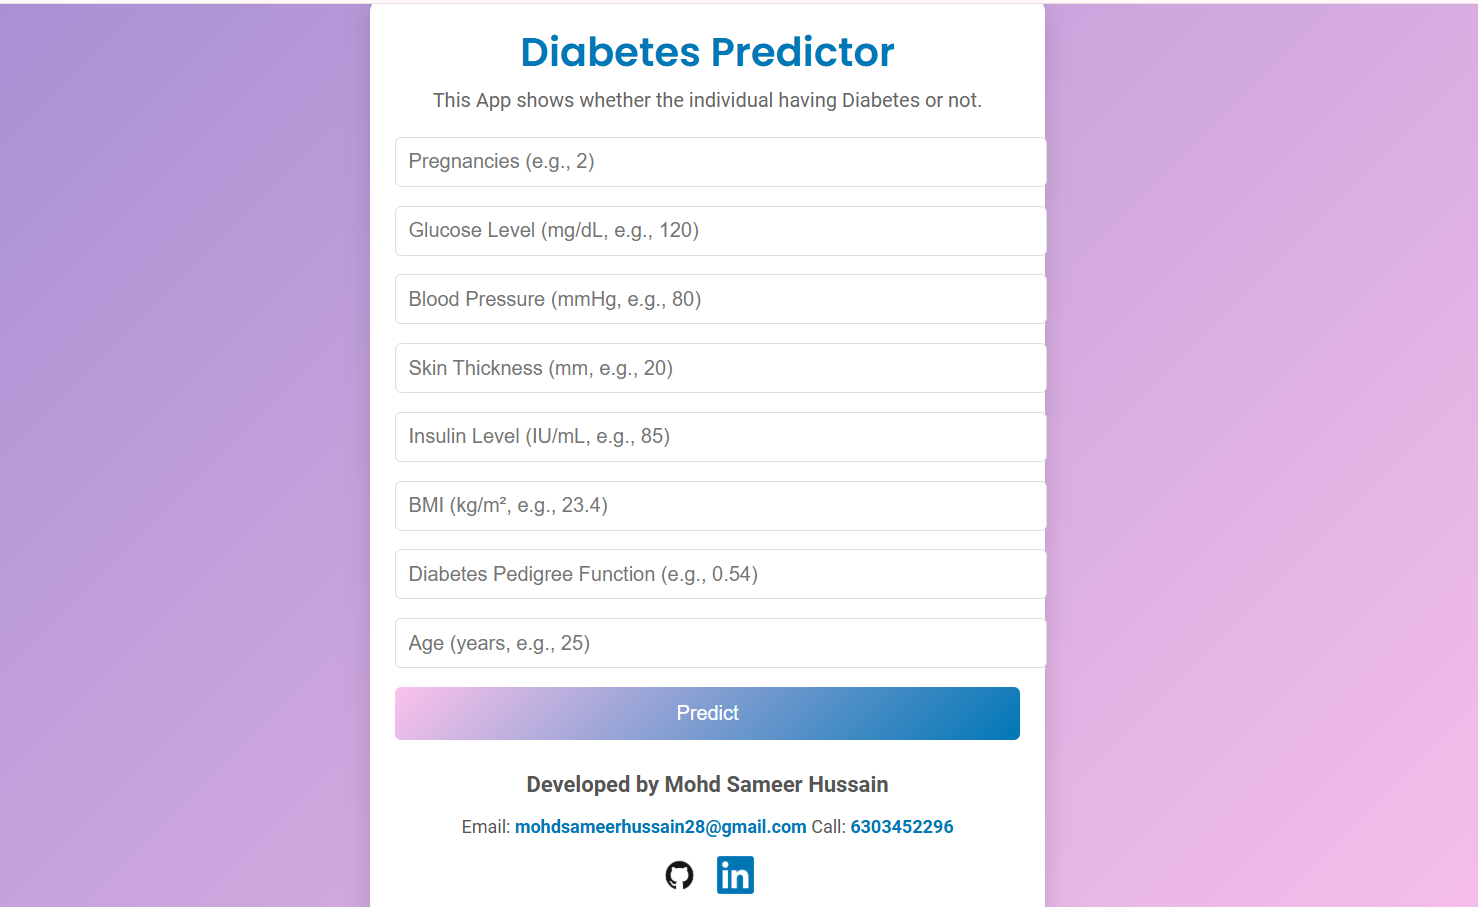 Diabetes Predictor
This App shows whether the individual having Diabetes or not.
Pregnancies (e.g., 2)
Glucose Level (mg/dL, e.g., 120)
Blood Pressure (mmHg, e.g., 80)
Skin Thickness (mm, e.g., 20)
Insulin Level (IU/mL, e.g., 85)
BMI (kg/m², e.g., 23.4)
Diabetes Pedigree Function (e.g., 0.54)
Age (years, e.g., 25)
Predict
Developed by Mohd Sameer Hussain
Email: mohdsameerhussain28@gmail.com Call: 6303452296
in